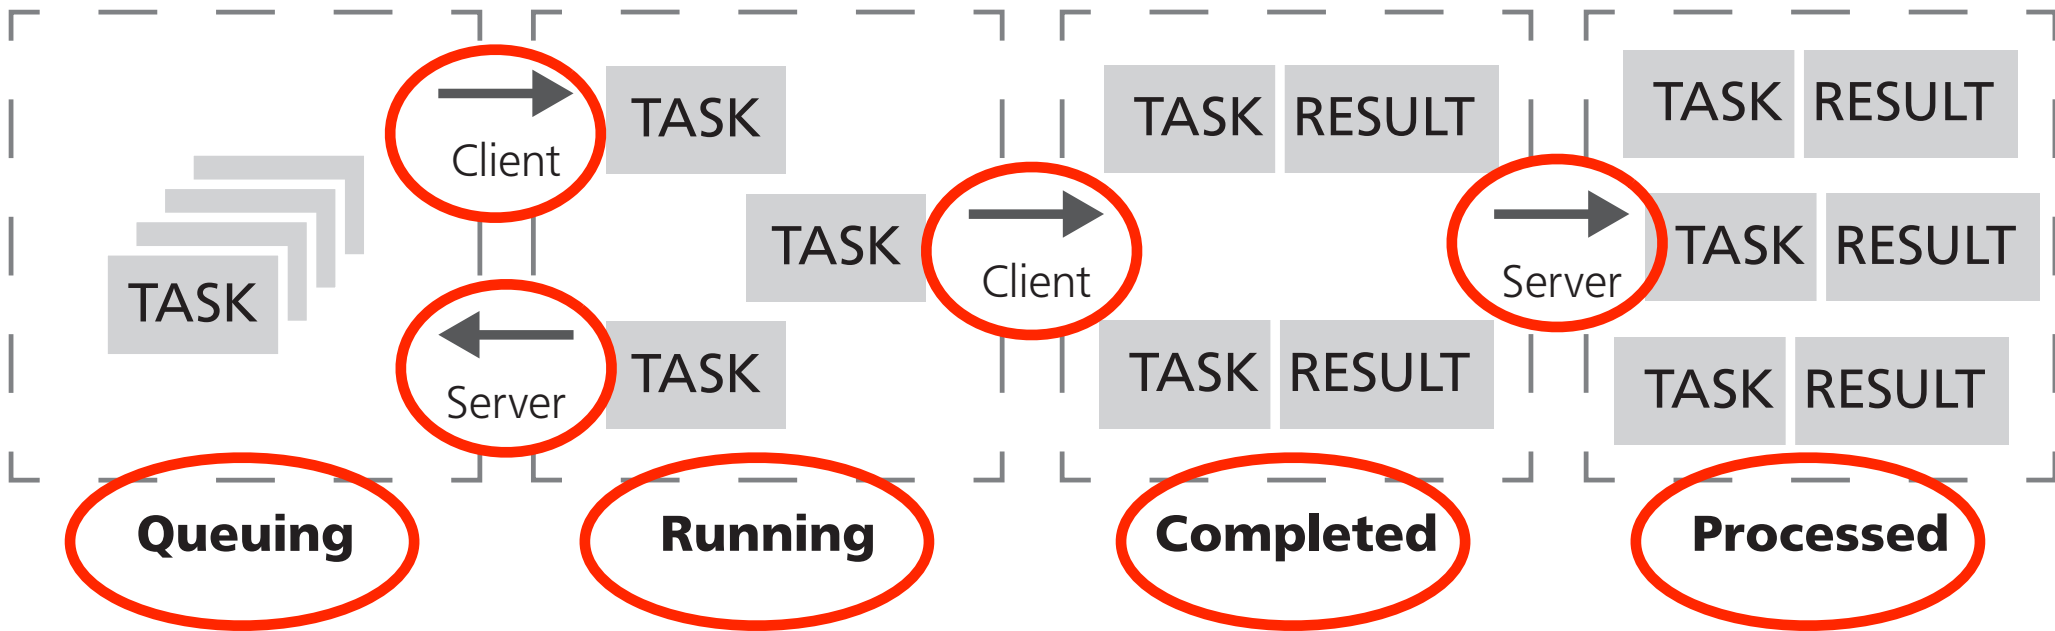 TASK
Client
Server
Queuing
TASK
TASK
TASK
Client
Running
TASK RESULT
TASK RESULT
Server
Completed
TASK RESULT
TASK RESULT
TASK RESULT
Processed